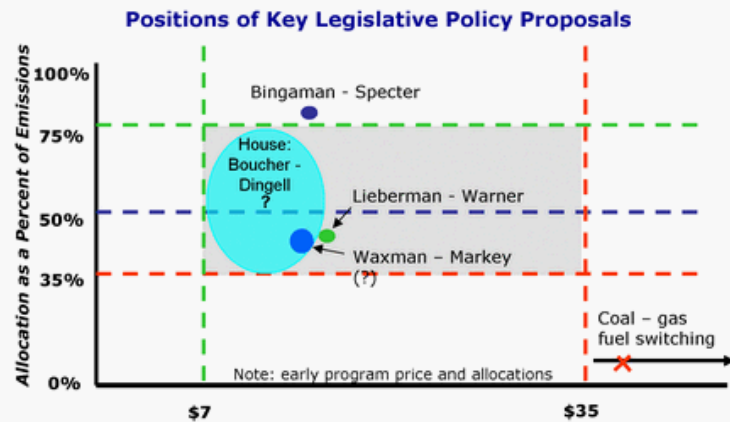 Positions of Key Legislative Policy Proposals
Allocation as a Percent of Emissions
100%
Bingaman - Specter
75%
House:
Boucher -
Dingell
?
Lieberman - Warner
50%
Waxman – Markey
(?)
35%
Coal – gas
fuel switching
Note: early program price and allocations
0%
$7
$35